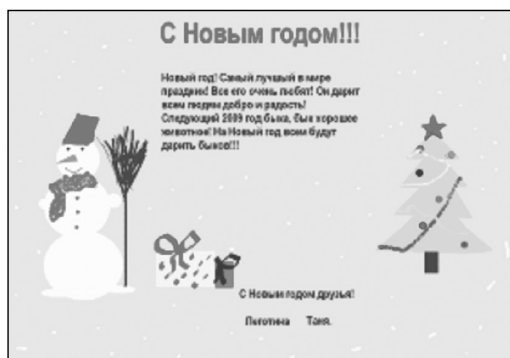 С Новым годом!!!
Новый год! Самый лучший в мире
праздник! Все его очень любят! Он дарит
всем людям добро и радость!
Следующий 2009 год быка, бык хорошее
животное! На Новый год всем будут
дарить быков!!!
С Новым годом друзья!
Пеготина Таня.